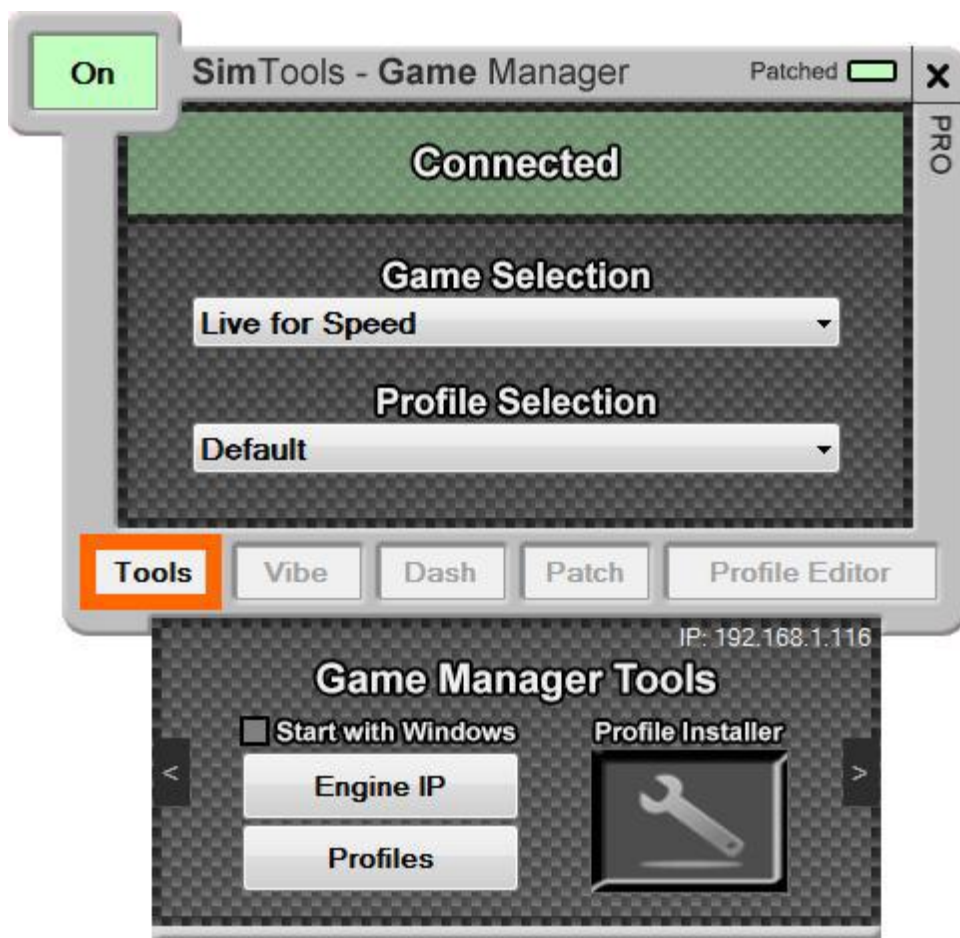 On
SimTools - Game Manager
Patched
X
PRO
Connected
Game Selection
Live for Speed
Profile Selection
Default
Tools
Vibe
Dash
Patch
Profile Editor
IP: 192.168.1.116
Game Manager Tools
Start with Windows
Profile Installer
<
Engine IP
>
Profiles